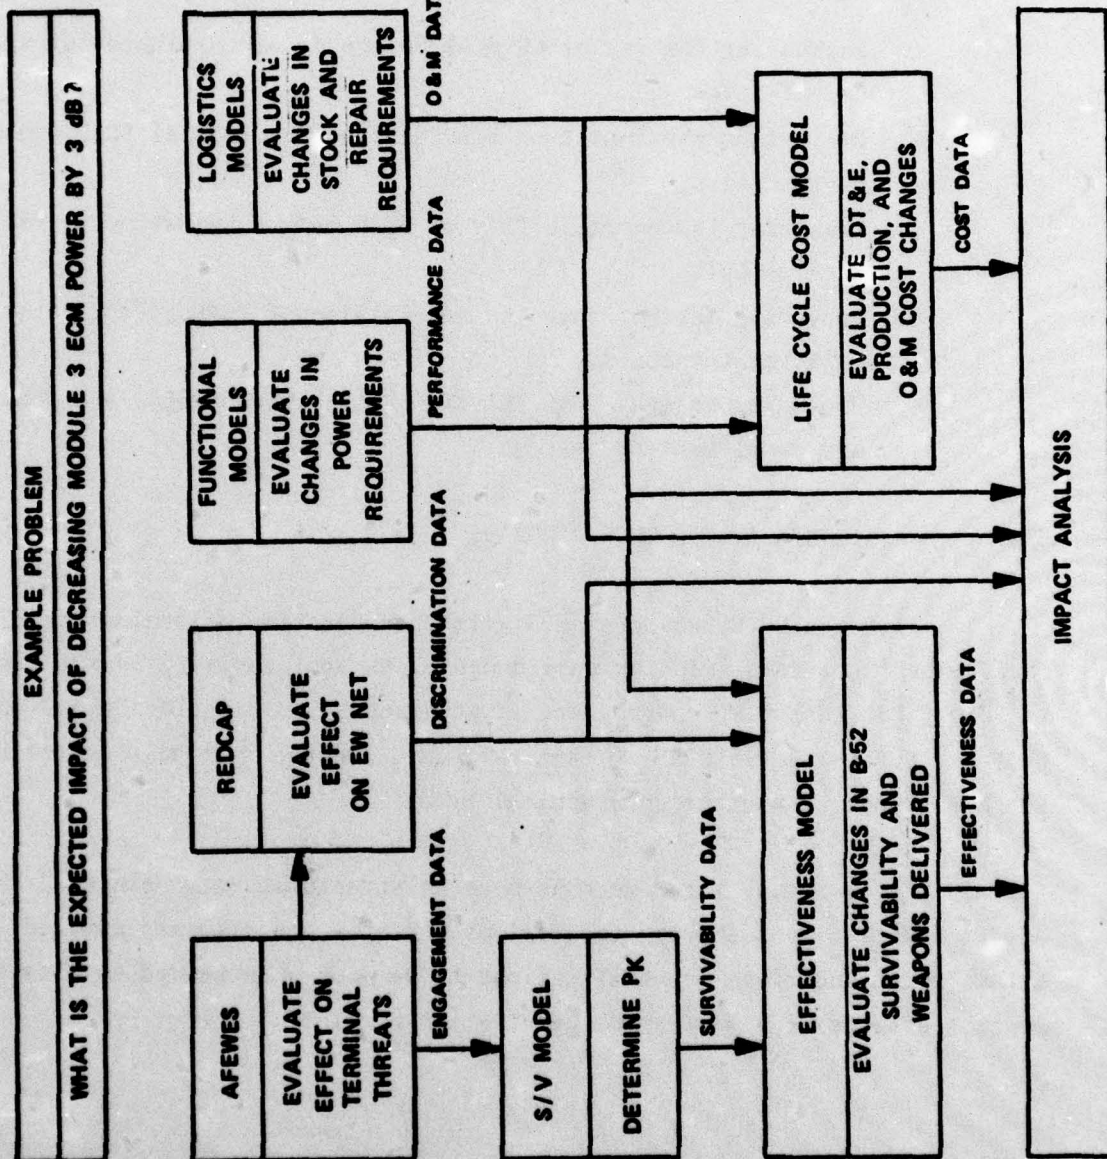 EXAMPLE PROBLEM
WHAT IS THE EXPECTED IMPACT OF DECREASING MODULE 3 ECM POWER BY 3 dB?
AFEWES
EVALUATE
EFFECT ON
TERMINAL
THREATS
REDCAP
EVALUATE
EFFECT
ON EW NET
FUNCTIONAL
MODELS
EVALUATE
CHANGES IN
POWER
REQUIREMENTS
LOGISTICS
MODELS
EVALUATE
CHANGES IN
STOCK AND
REPAIR
REQUIREMENTS
ENGAGEMENT DATA
DISCRIMINATION DATA
PERFORMANCE DATA
O&M DAT
S/V MODEL
DETERMINE PK
SURVIVABILITY DATA
EFFECTIVENESS MODEL
EVALUATE CHANGES IN B-52
SURVIVABILITY AND
WEAPONS DELIVERED
LIFE CYCLE COST MODEL
EVALUATE DT&E,
PRODUCTION, AND
O&M COST CHANGES
EFFECTIVENESS DATA
COST DATA
IMPACT ANALYSIS